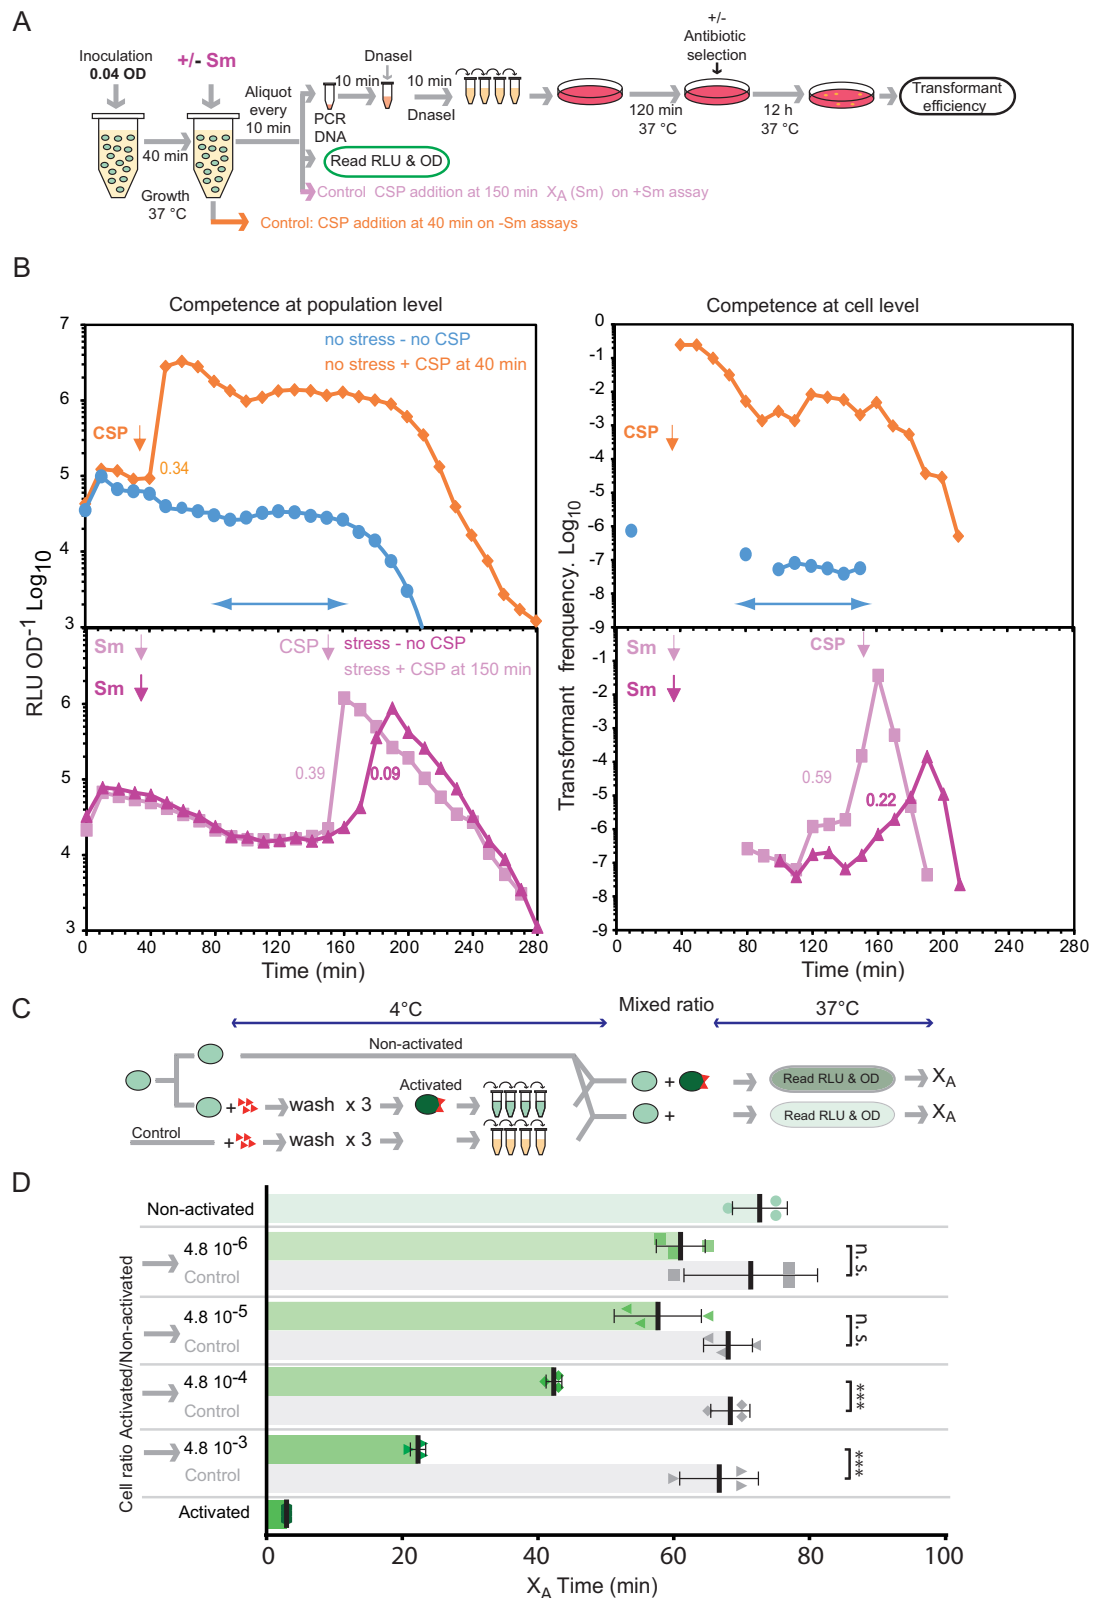 A
Inoculation
0.04 OD
+/- Sm
40 min
Growth
37 °C
Aliquot
every
10 min
PCR
DNA
10 min
DnaseI
10 min
DnaseI
120 min
37 °C
+/-
Antibiotic
selection
12 h
37 °C
Transformant
efficiency
Read RLU & OD
Control CSP addition at 150 min XA (Sm) on +Sm assay
Control: CSP addition at 40 min on -Sm assays
B
Competence at population level
Competence at cell level
RLU OD-1 Log10
7
6
5
4
3
no stress - no CSP
no stress + CSP at 40 min
CSP
0.34
6
5
4
3
Sm
Sm
CSP
stress - no CSP
stress + CSP at 150 min
0.39
0.09
0
40
80
120
160
200
240
280
Time (min)
Transformant frenquency. Log10
0
-1
-2
-3
-4
-5
-6
-7
-8
-9
CSP
-1
-2
-3
-4
-5
-6
-7
-8
-9
Sm
Sm
CSP
0.59
0.22
0
40
80
120
160
200
240
280
Time (min)
C
4°C
Mixed ratio
37°C
Non-activated
+
wash x 3
Activated
Control
+
wash x 3
+
Read RLU & OD
XA
+
Read RLU & OD
XA
D
Cell ratio Activated/Non-activated
Non-activated
4.8 10-6
Control
n.s.
4.8 10-5
Control
n.s.
4.8 10-4
Control
***
4.8 10-3
Control
***
Activated
0
20
40
60
80
100
XA Time (min)